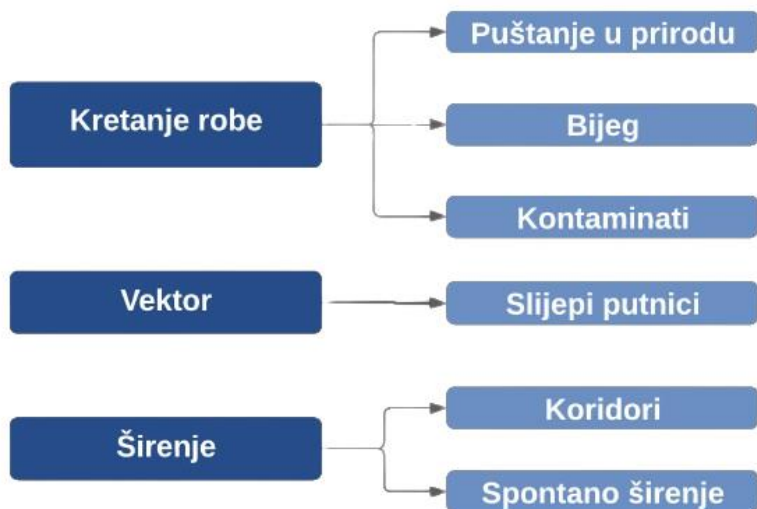 Kretanje robe
Puštanje u prirodu
Bijeg
Kontaminati
Vektor
Slijepi putnici
Širenje
Koridori
Spontano širenje